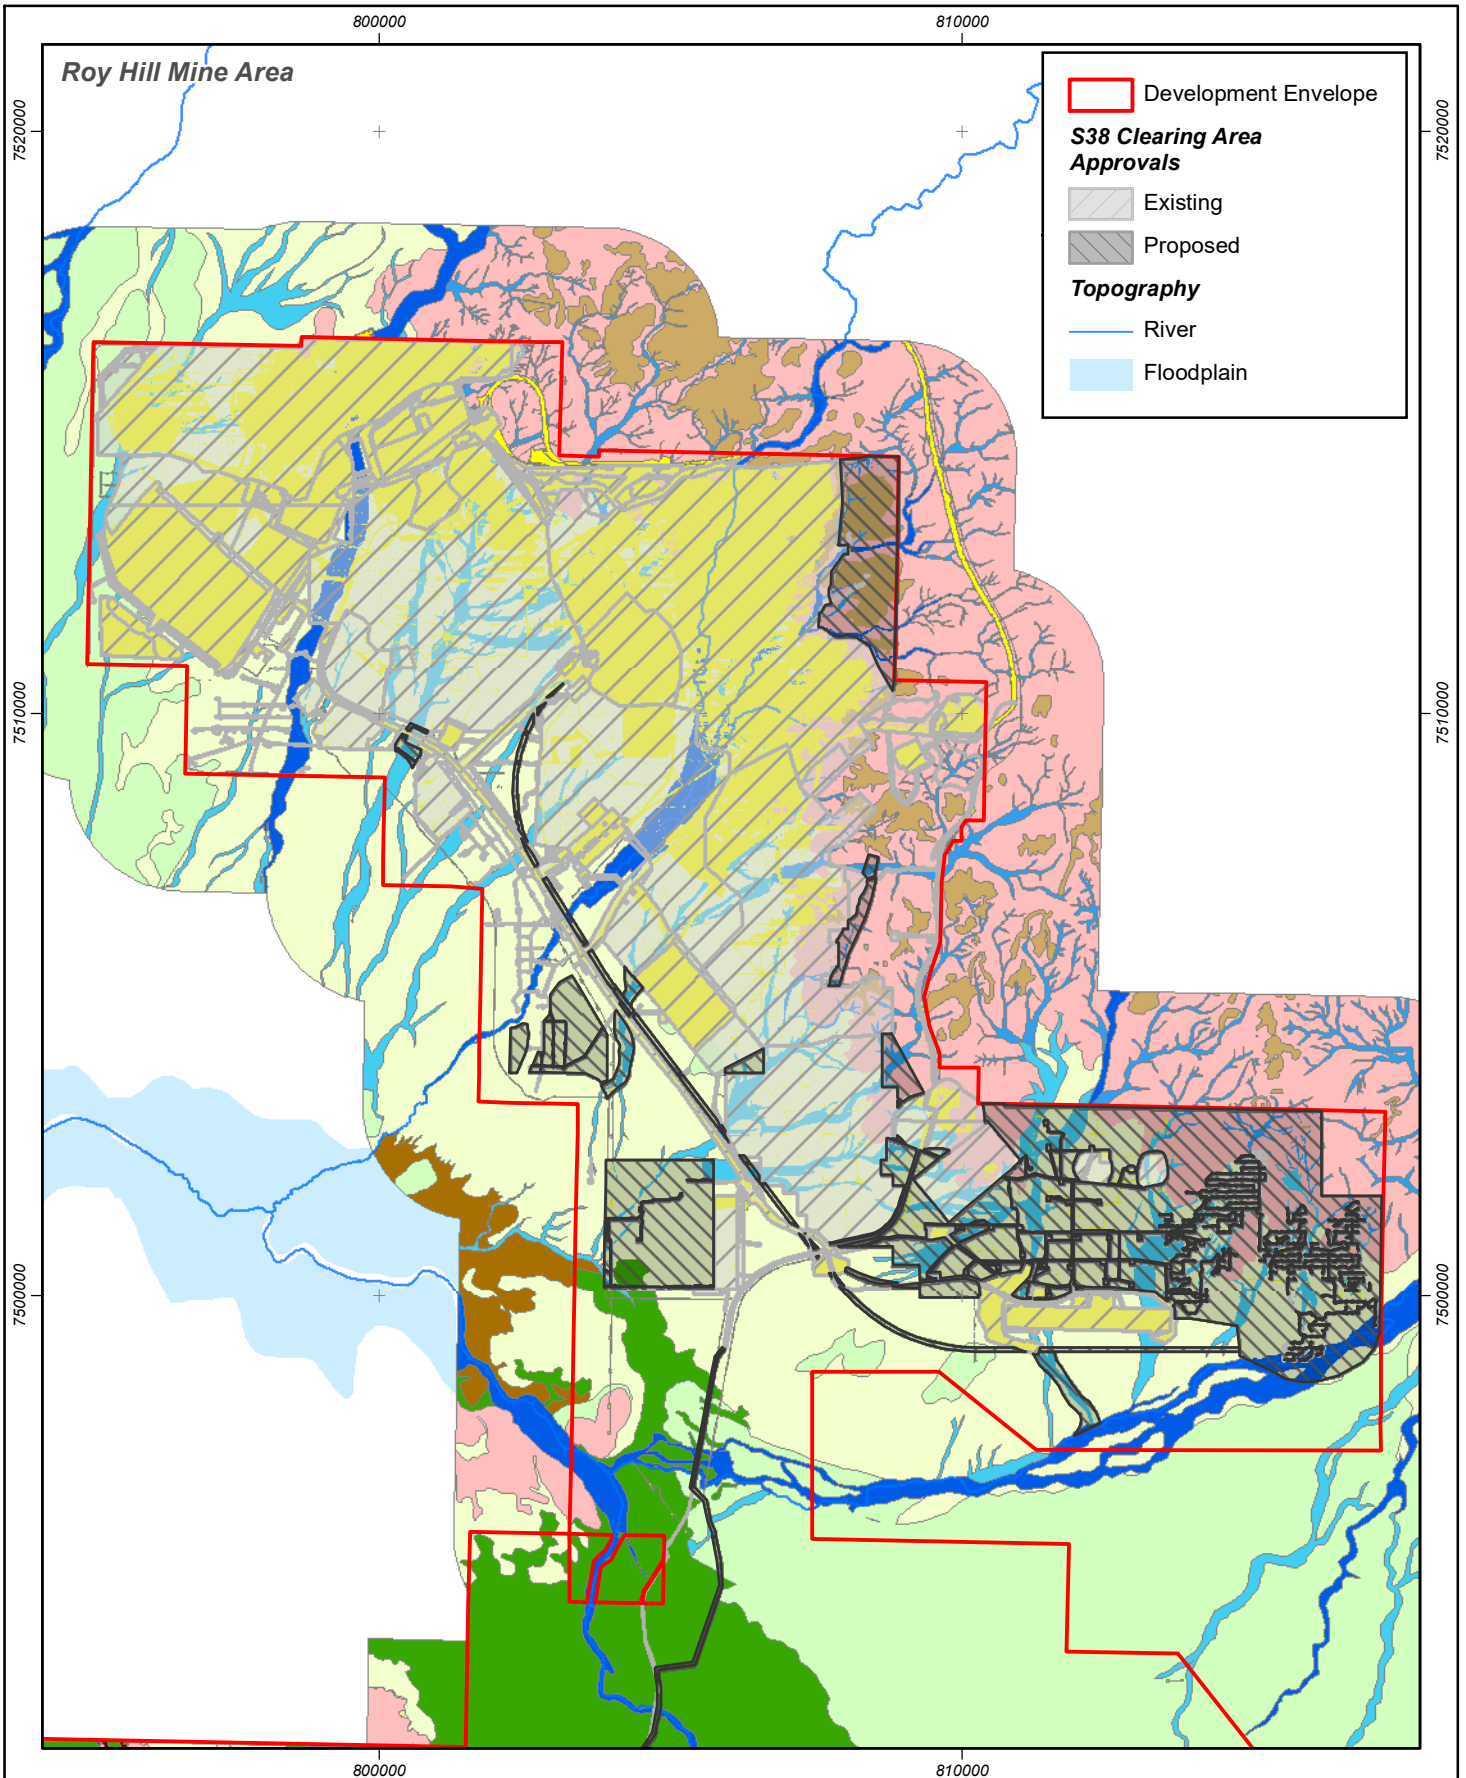 800000
810000
Roy Hill Mine Area
Development Envelope
S38 Clearing Area
Approvals
Existing
Proposed
Topography
River
Floodplain
7520000
7520000
7510000
7510000
7500000
7500000
800000
810000